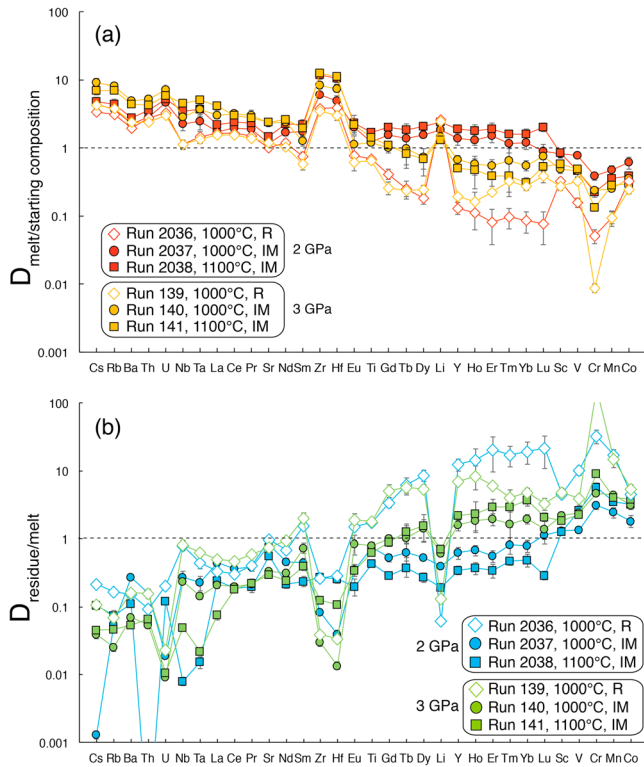 (a)
10
1
0.1
0.01
0.001
D melt/starting composition
Run 2036, 1000°C, R
Run 2037, 1000°C, IM
Run 2038, 1100°C, IM
2 GPa
Run 139, 1000°C, R
Run 140, 1000°C, IM
Run 141, 1100°C, IM
3 GPa
Cs Rb Ba Th U Nb Ta La Ce Pr Sr Nd Sm Zr Hf Eu Ti Gd Tb Dy Li Y Ho Er Tm Yb Lu Sc V Cr Mn Co
(b)
100
10
1
0.1
0.01
0.001
D residue/melt
Run 2036, 1000°C, R
Run 2037, 1000°C, IM
Run 2038, 1100°C, IM
2 GPa
Run 139, 1000°C, R
Run 140, 1000°C, IM
Run 141, 1100°C, IM
3 GPa
Cs Rb Ba Th U Nb Ta La Ce Pr Sr Nd Sm Zr Hf Eu Ti Gd Tb Dy Li Y Ho Er Tm Yb Lu Sc V Cr Mn Co